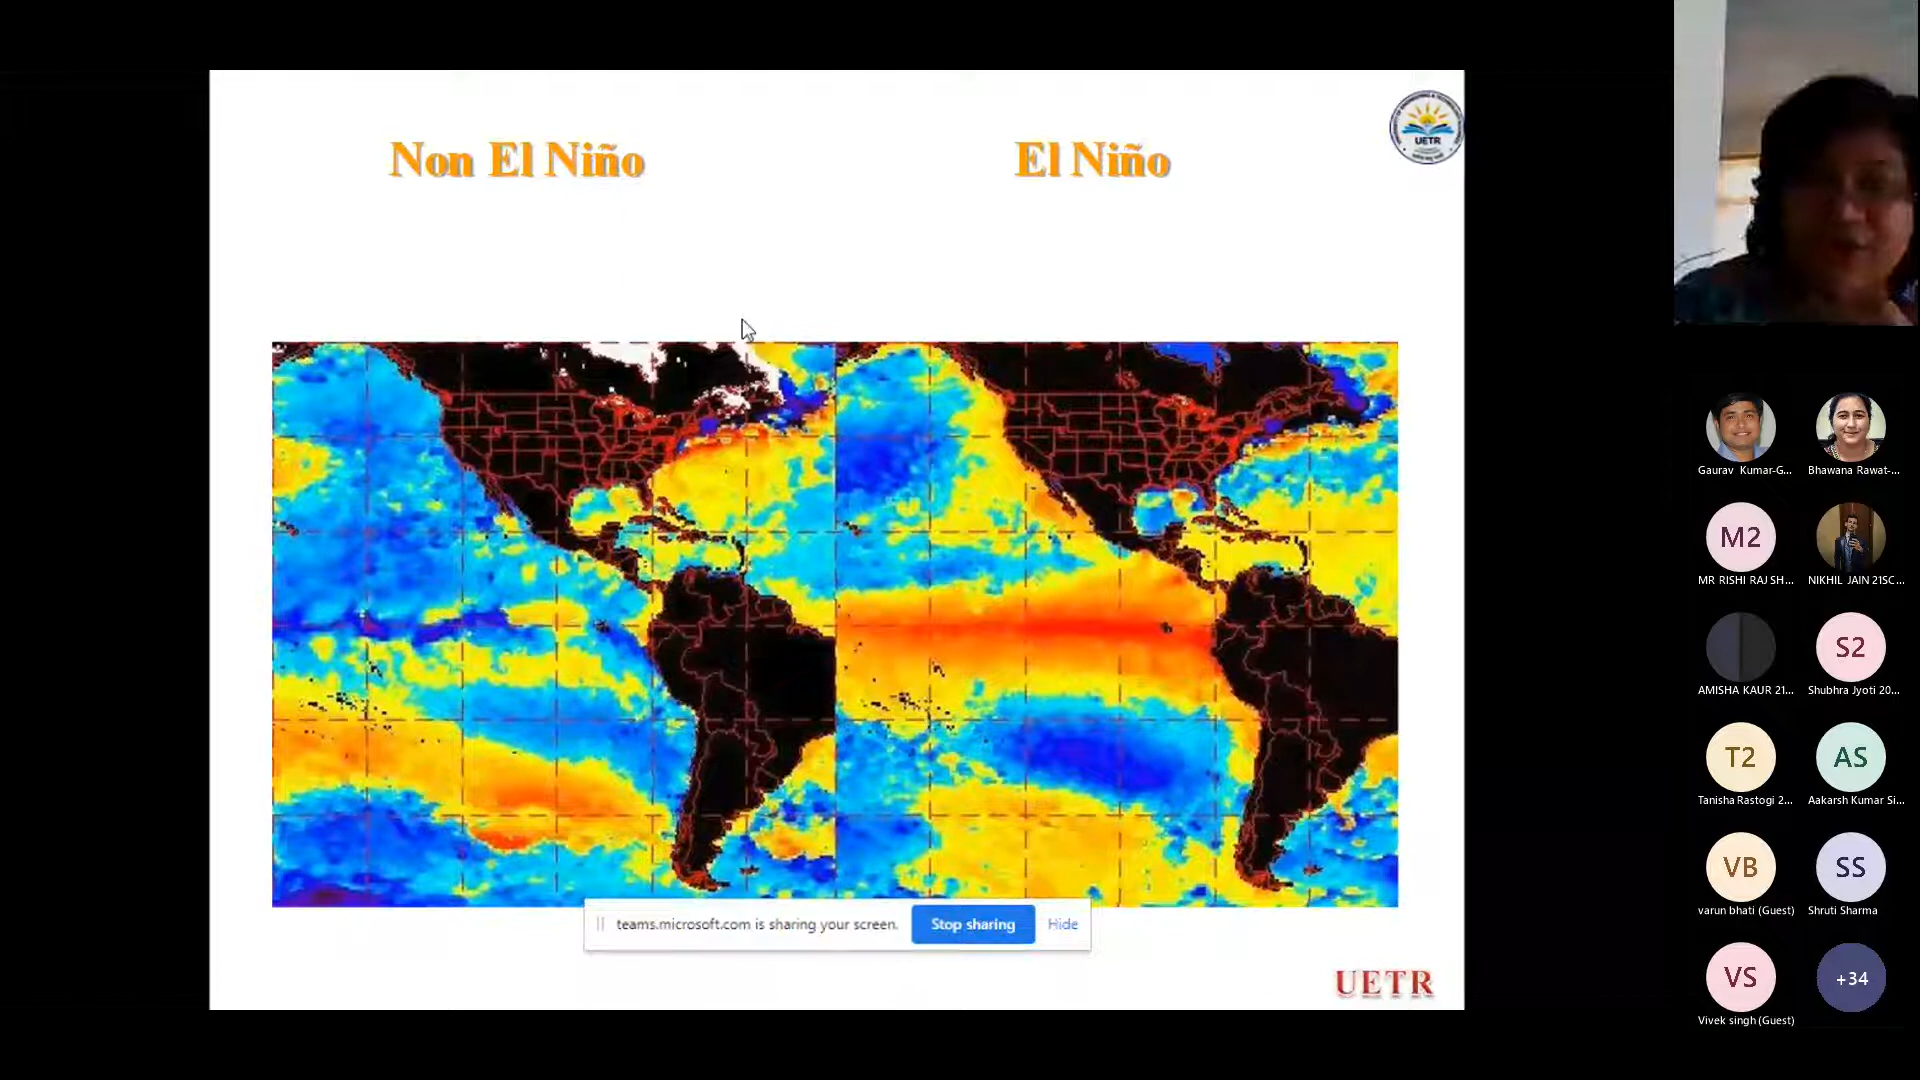 Non El Niño
El Niño
UETR
teams.microsoft.com is sharing your screen.
Stop sharing
Hide
UETR
Gaurav Kumar-G...
Bhawana Rawat-...
M2
MR RISHI RAJ SH...
NIKHIL JAIN 21SC...
AMISHA KAUR 21...
S2
Shubhra Jyoti 20...
T2
Tanisha Rastogi 2...
AS
Aakarsh Kumar Si...
VB
varun bhati (Guest)
SS
Shruti Sharma
VS
Vivek singh (Guest)
+34